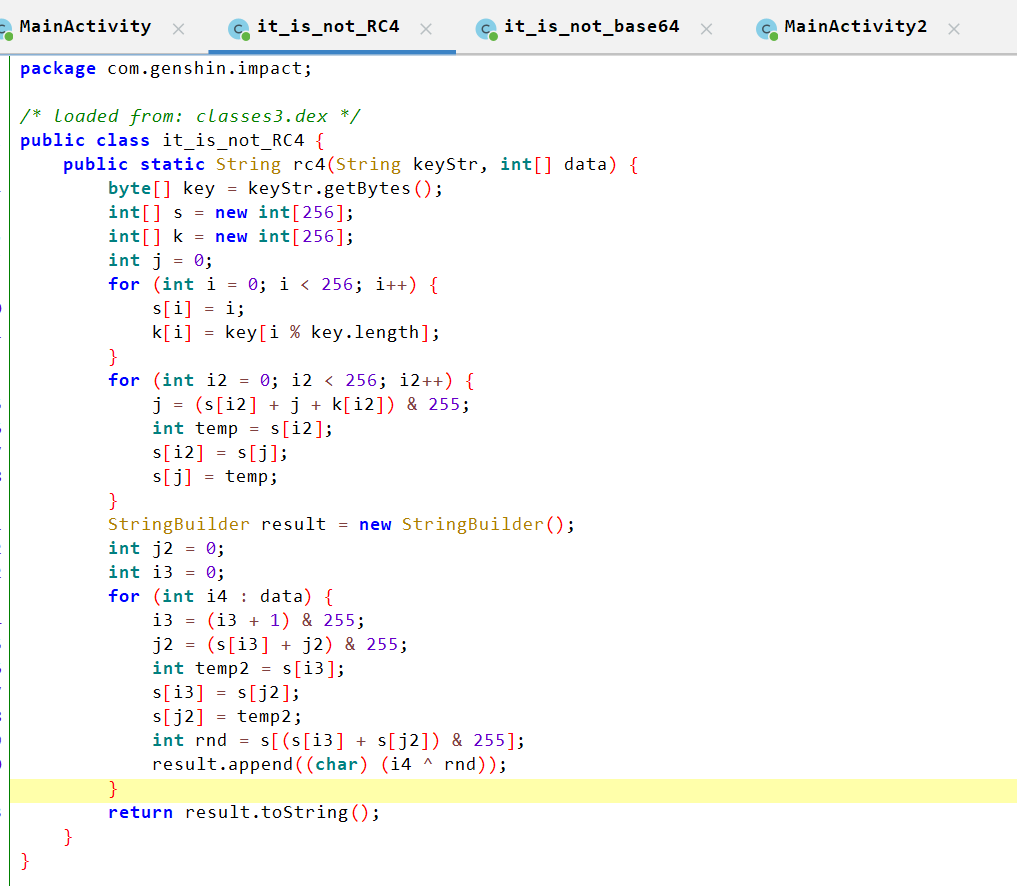 MainActivity it_is_not_RC4 it_is_not_base64 MainActivity2
package com.genshin.impact;
/* loaded from: classes3.dex */
public class it_is_not_RC4 {
    public static String rc4(String keyStr, int[] data) {
        byte[] key = keyStr.getBytes();
        int[] s = new int[256];
        int[] k = new int[256];
        int j = 0;
        for (int i = 0; i < 256; i++) {
            s[i] = i;
            k[i] = key[i % key.length];
        }
        for (int i2 = 0; i2 < 256; i2++) {
            j = (s[i2] + j + k[i2]) & 255;
            int temp = s[i2];
            s[i2] = s[j];
            s[j] = temp;
        }
        StringBuilder result = new StringBuilder();
        int j2 = 0;
        int i3 = 0;
        for (int i4 : data) {
            i3 = (i3 + 1) & 255;
            j2 = (s[i3] + j2) & 255;
            int temp2 = s[i3];
            s[i3] = s[j2];
            s[j2] = temp2;
            int rnd = s[(s[i3] + s[j2]) & 255];
            result.append((char) (i4 ^ rnd));
        }
        return result.toString();
    }
}